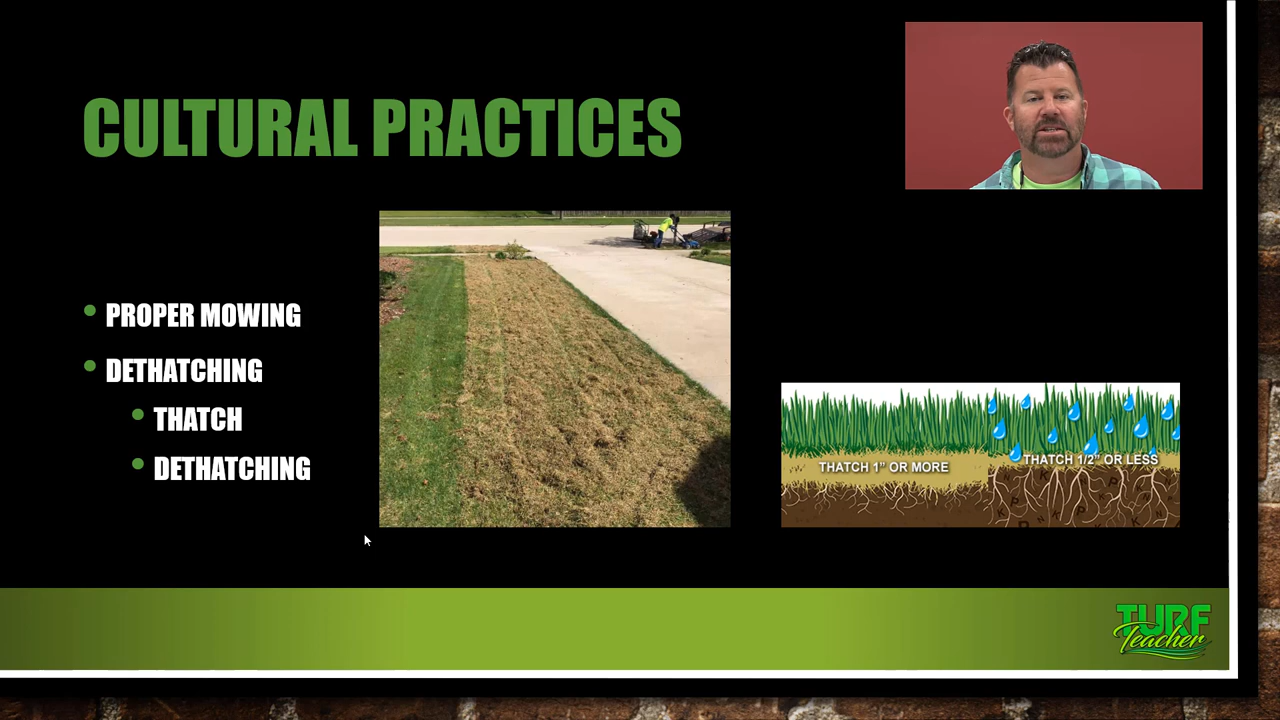 CULTURAL PRACTICES
PROPER MOWING
DETHATCHING
THATCH
DETHATCHING
THATCH 1" OR MORE
THATCH 1/2" OR LESS
K P N K P K P K N
TURF
Teacher